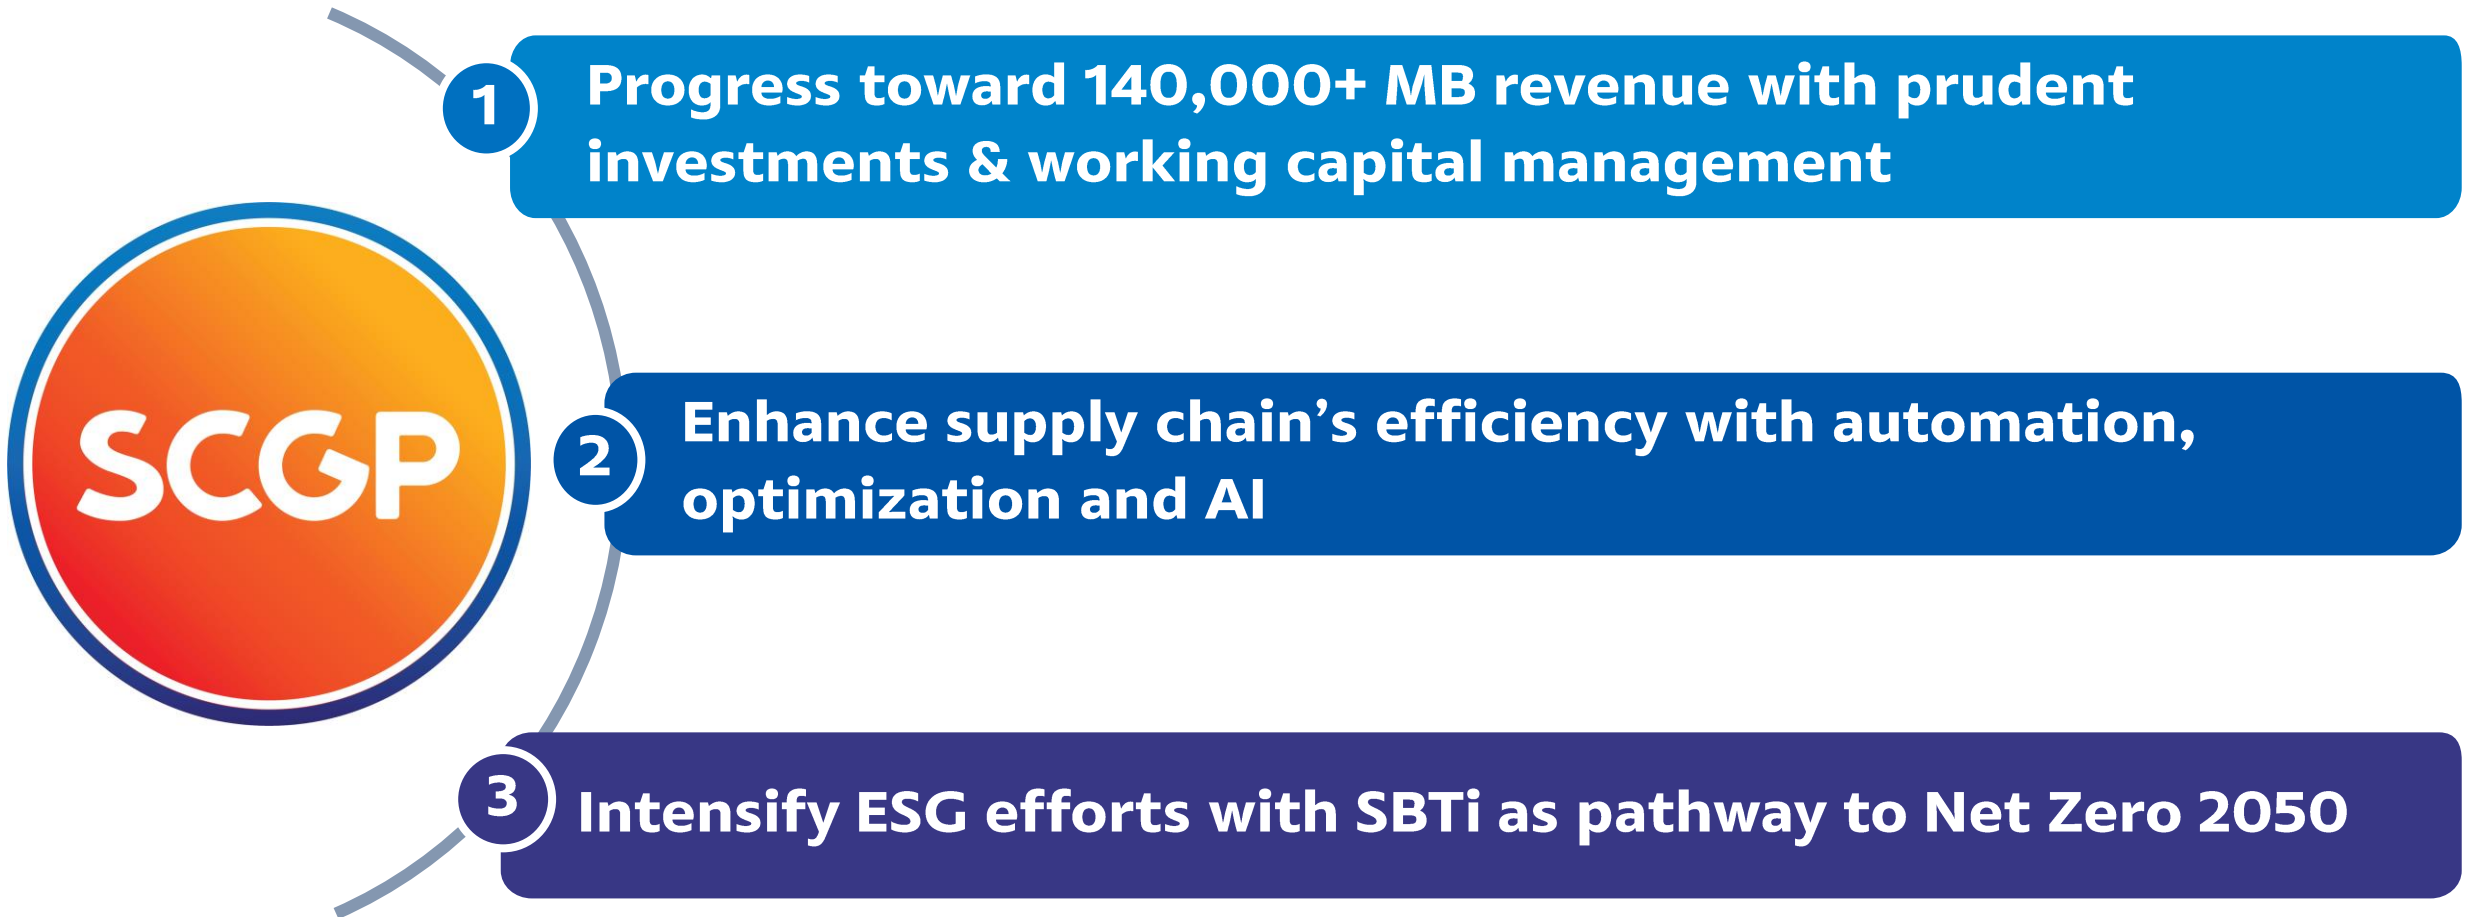 SCGP
1
Progress toward 140,000+ MB revenue with prudent
investments & working capital management
2
Enhance supply chain’s efficiency with automation,
optimization and AI
3
Intensify ESG efforts with SBTi as pathway to Net Zero 2050